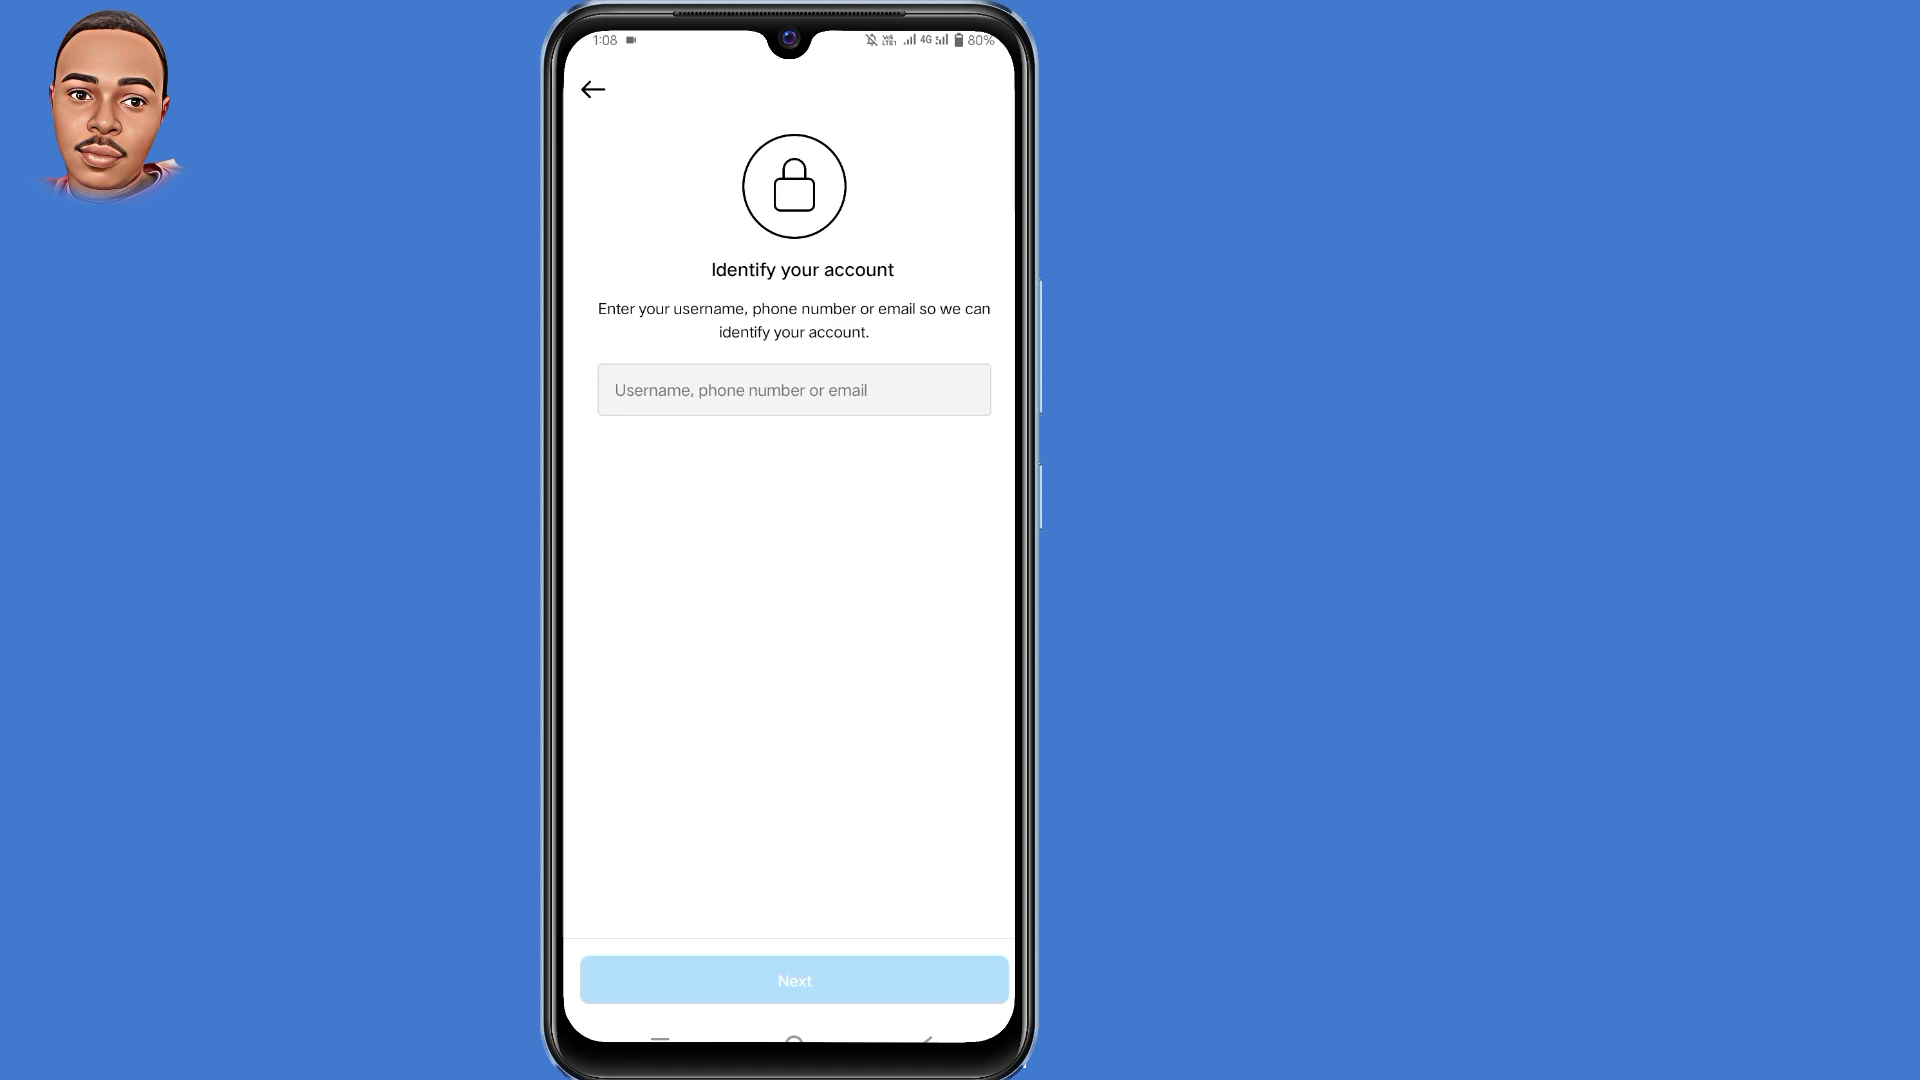 1:08 4G 80%
Identify your account
Enter your username, phone number or email so we can
identify your account.
Username, phone number or email
Next